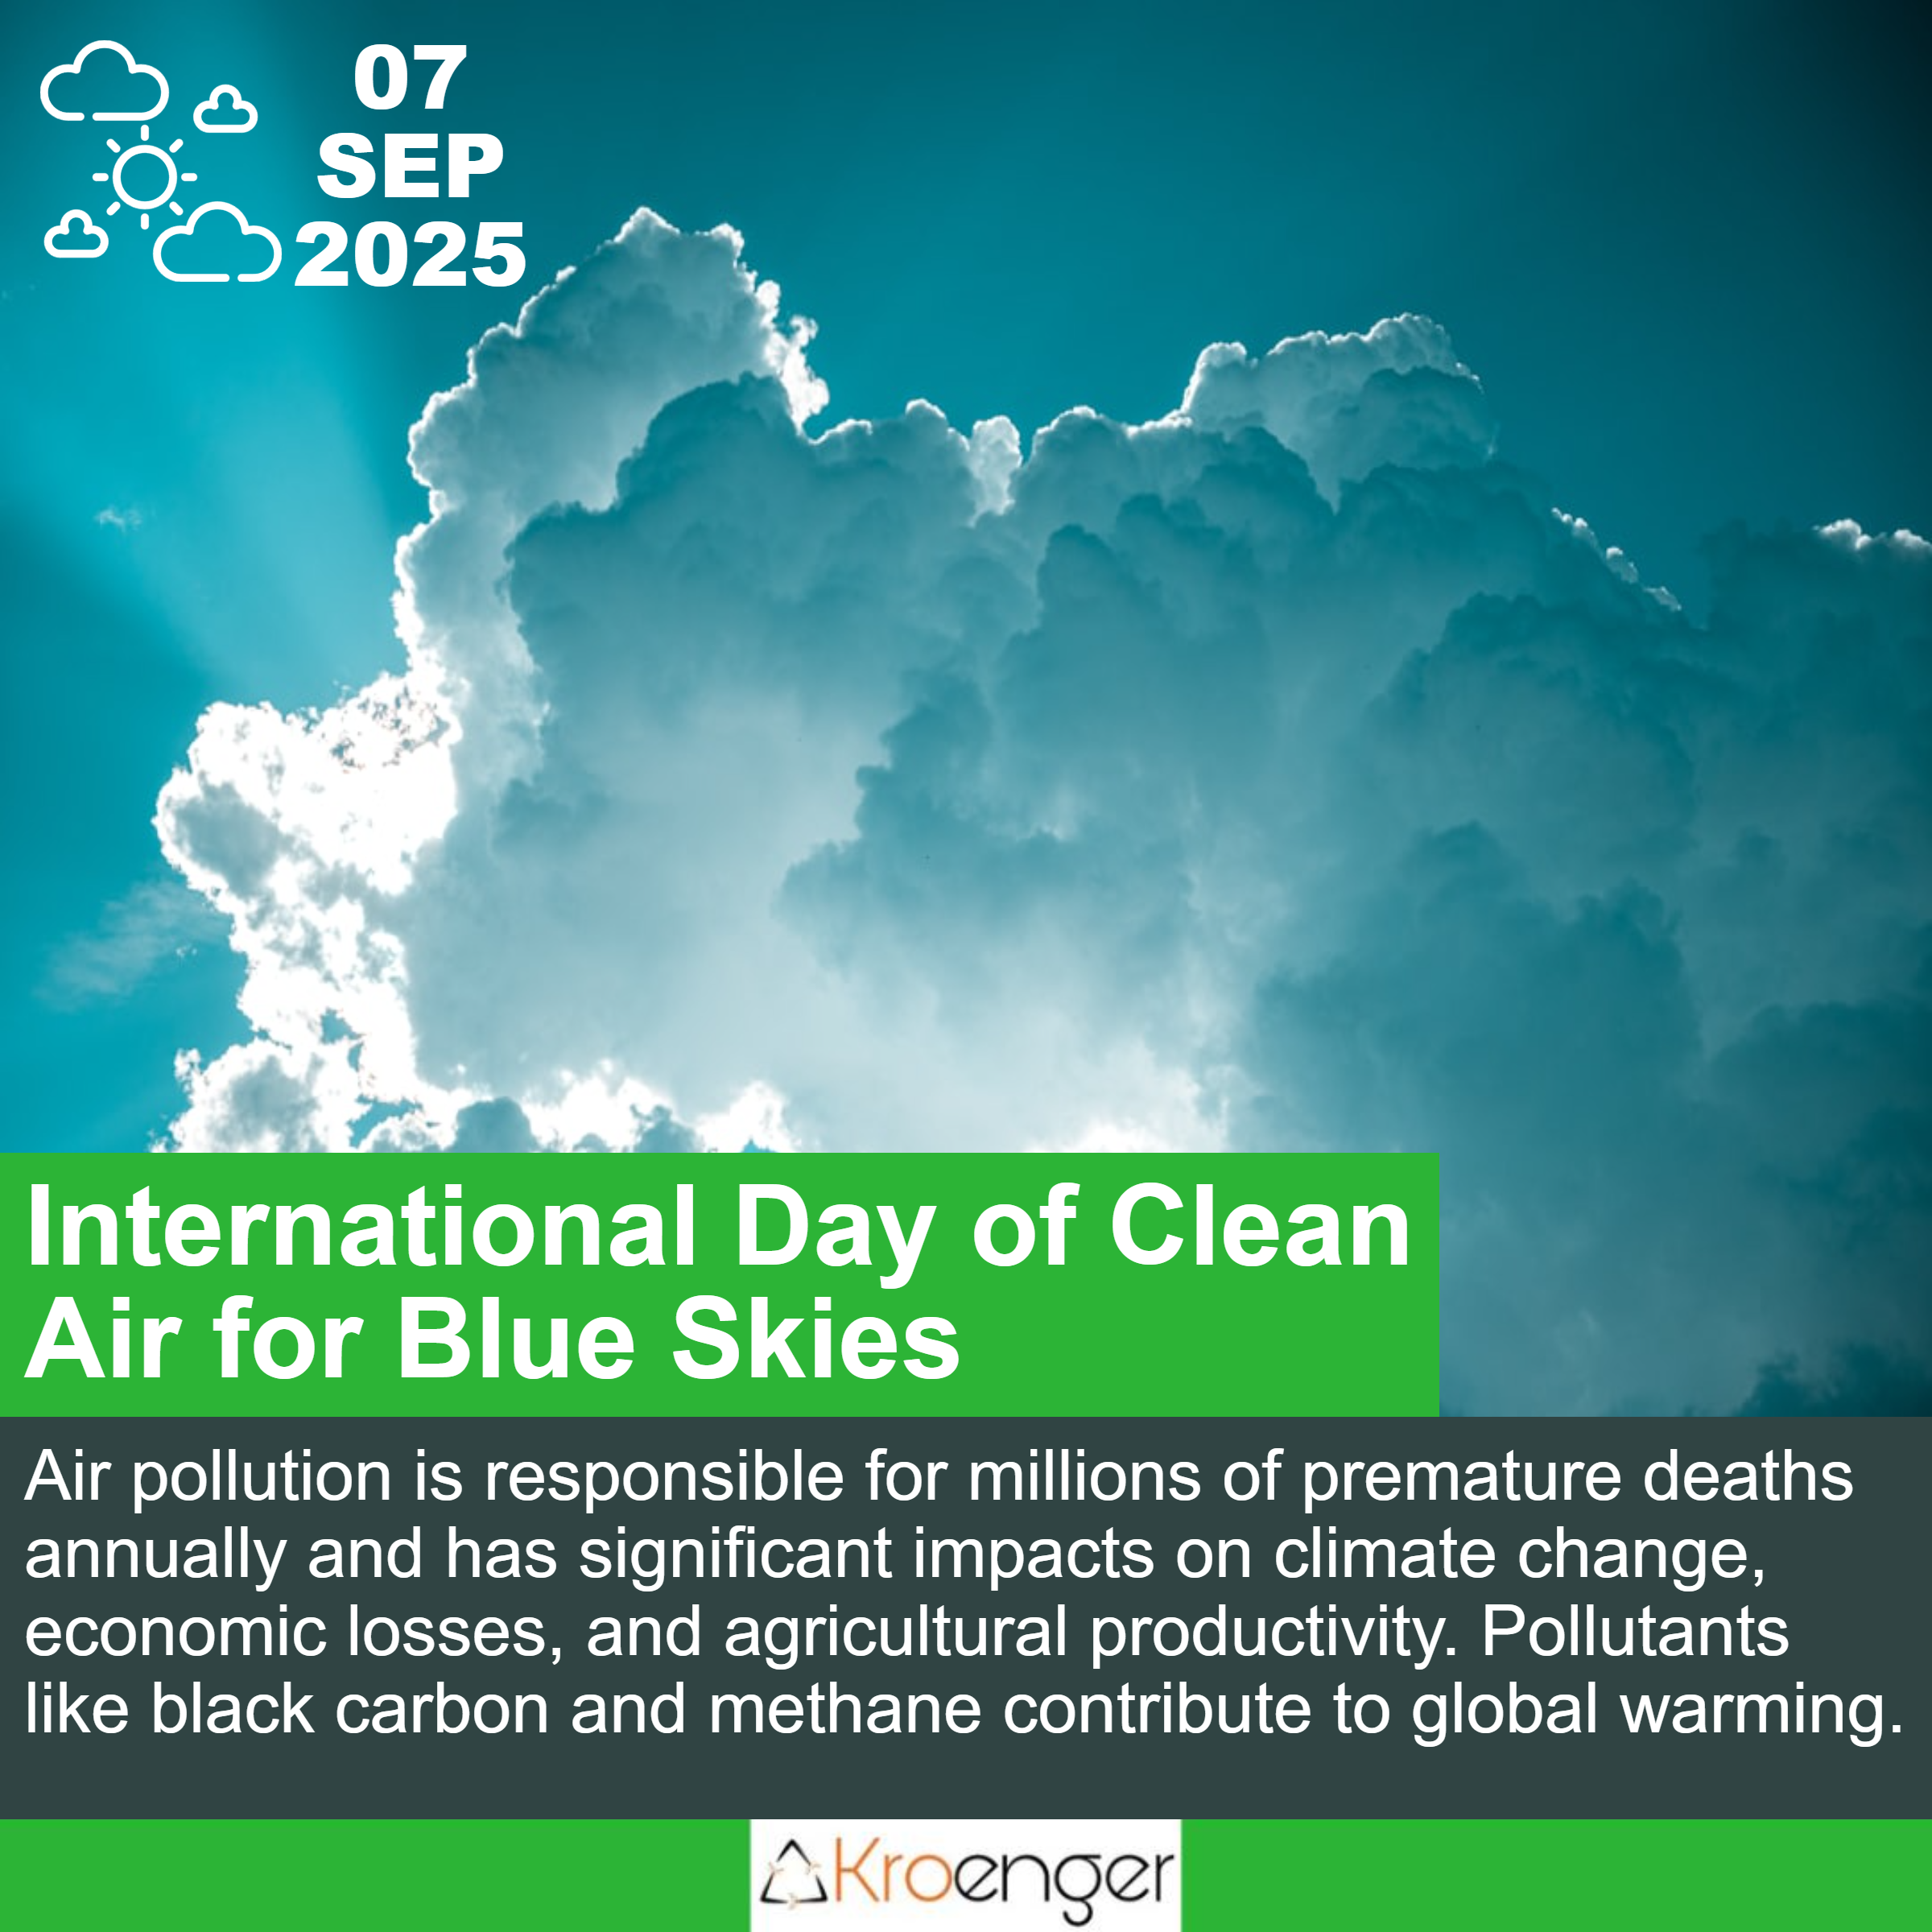 07
SEP
2025
International Day of Clean
Air for Blue Skies
Air pollution is responsible for millions of premature deaths
annually and has significant impacts on climate change,
economic losses, and agricultural productivity. Pollutants
like black carbon and methane contribute to global warming.
Kroenger